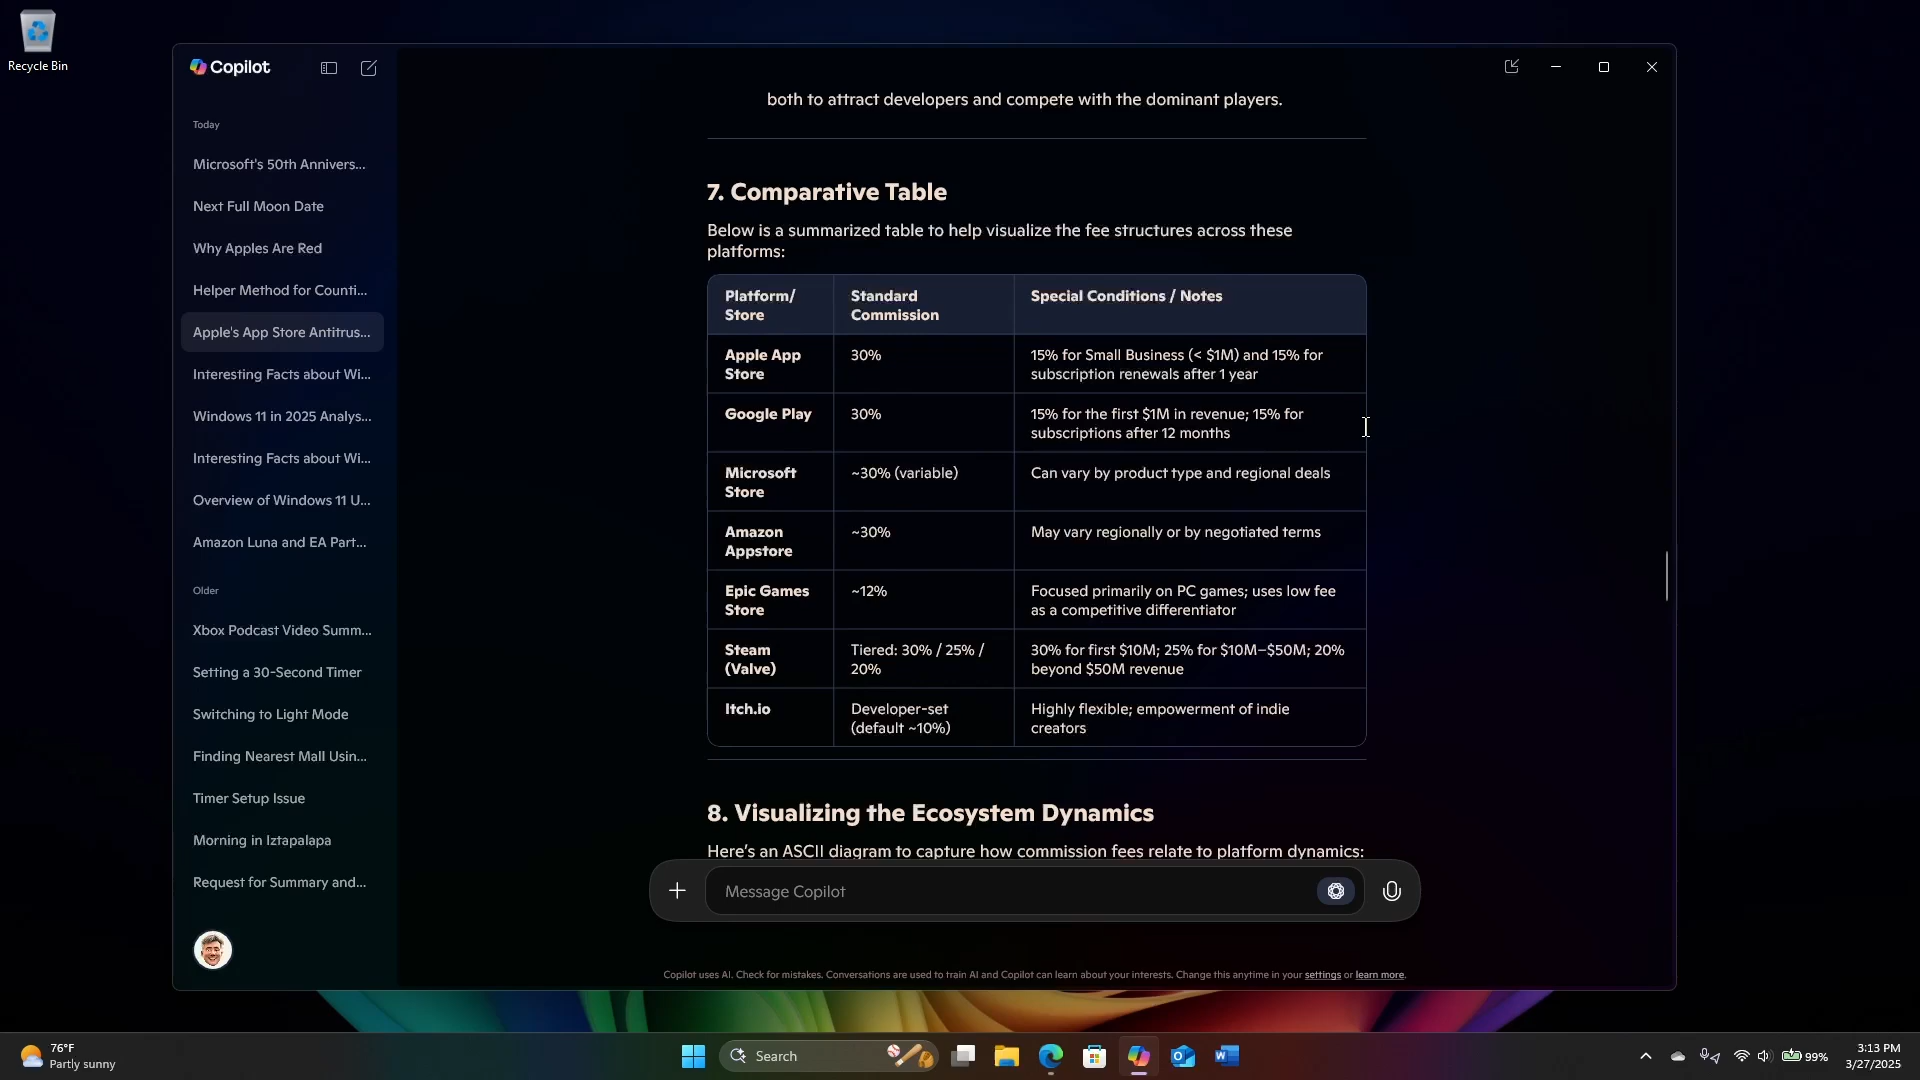 Recycle Bin
Copilot
Today
Microsoft's 50th Annivers...
Next Full Moon Date
Why Apples Are Red
Helper Method for Counti...
Apple's App Store Antitrus...
Interesting Facts about Wi...
Windows 11 in 2025 Analys...
Interesting Facts about Wi...
Overview of Windows 11 U...
Amazon Luna and EA Part...
Older
Xbox Podcast Video Summ...
Setting a 30-Second Timer
Switching to Light Mode
Finding Nearest Mall Usin...
Timer Setup Issue
Morning in Iztapalapa
Request for Summary and...
both to attract developers and compete with the dominant players.
7. Comparative Table
Below is a summarized table to help visualize the fee structures across these
platforms:
Platform/
Store
Standard
Commission
Special Conditions / Notes
Apple App
Store
30%
15% for Small Business (< $1M) and 15% for
subscription renewals after 1 year
Google Play
30%
15% for the first $1M in revenue; 15% for
subscriptions after 12 months
Microsoft
Store
~30% (variable)
Can vary by product type and regional deals
Amazon
Appstore
~30%
May vary regionally or by negotiated terms
Epic Games
Store
~12%
Focused primarily on PC games; uses low fee
as a competitive differentiator
Steam
(Valve)
Tiered: 30% / 25% /
20%
30% for first $10M; 25% for $10M–$50M; 20%
beyond $50M revenue
Itch.io
Developer-set
(default ~10%)
Highly flexible; empowerment of indie
creators
8. Visualizing the Ecosystem Dynamics
Here's an ASCII diagram to capture how commission fees relate to platform dynamics:
Message Copilot
Copilot uses AI. Check for mistakes. Conversations are used to train AI and Copilot can learn about your interests. Change this anytime in your settings or learn more.
76°F
Partly sunny
Search
99%
3:13 PM
3/27/2025